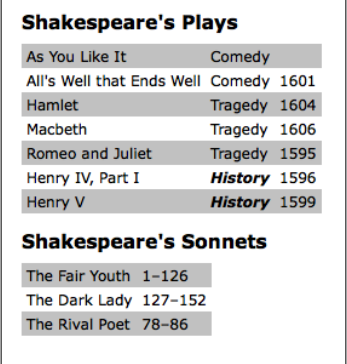 Shakespeare's Plays
As You Like It Comedy
All's Well that Ends Well Comedy 1601
Hamlet Tragedy 1604
Macbeth Tragedy 1606
Romeo and Juliet Tragedy 1595
Henry IV, Part I History 1596
Henry V History 1599
Shakespeare's Sonnets
The Fair Youth 1–126
The Dark Lady 127–152
The Rival Poet 78–86